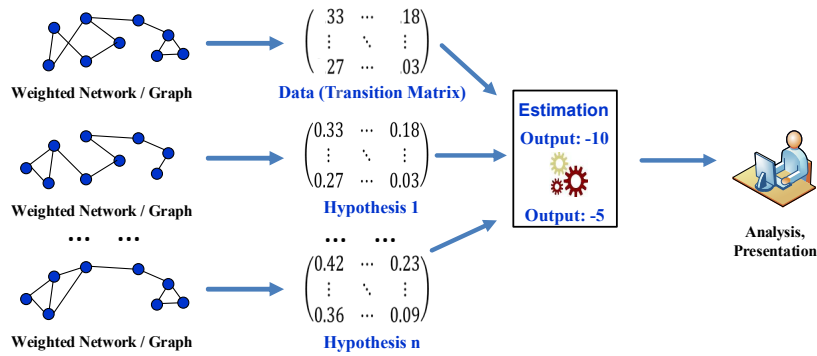 .33 ⋯ .18
⋮ ⋱ ⋮
27 ⋯ .03
Weighted Network / Graph
Data (Transition Matrix)
Estimation
Output: -10
Output: -5
0.33 ⋯ 0.18
⋮ ⋱ ⋮
0.27 ⋯ 0.03
Weighted Network / Graph
Hypothesis 1
... ...
... ...
Analysis,
Presentation
0.42 ⋯ 0.23
⋮ ⋱ ⋮
0.36 ⋯ 0.09
Weighted Network / Graph
Hypothesis n